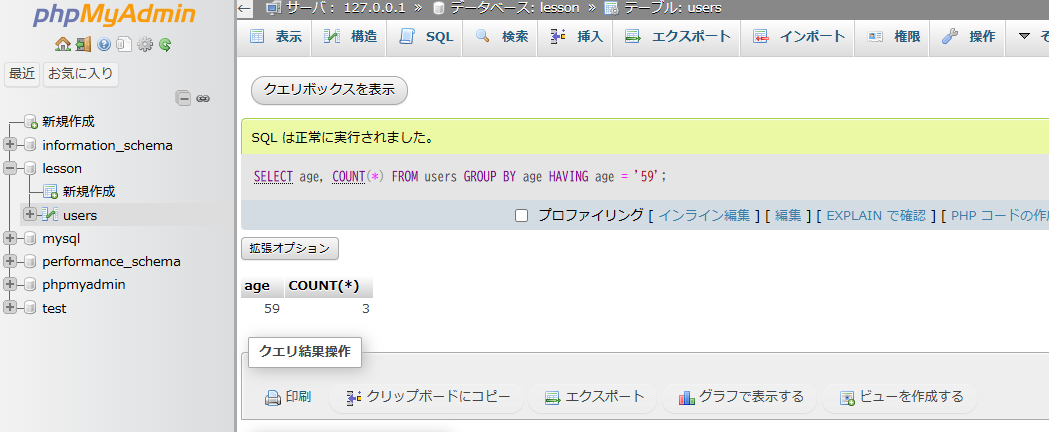 phpMyAdmin
最近 お気に入り
新規作成
information_schema
lesson
新規作成
users
mysql
performance_schema
phpmyadmin
test
サーバ: 127.0.0.1 » データベース: lesson » テーブル: users
表示 構造 SQL 検索 挿入 エクスポート インポート 権限 操作
クエリボックスを表示
SQL は正常に実行されました。
SELECT age, COUNT(*) FROM users GROUP BY age HAVING age = '59';
プロファイリング [ インライン編集 ] [ 編集 ] [ EXPLAIN で確認 ] [ PHP コードの作
拡張オプション
age COUNT(*)
59 3
クエリ結果操作
印刷 クリップボードにコピー エクスポート グラフで表示する ビューを作成する